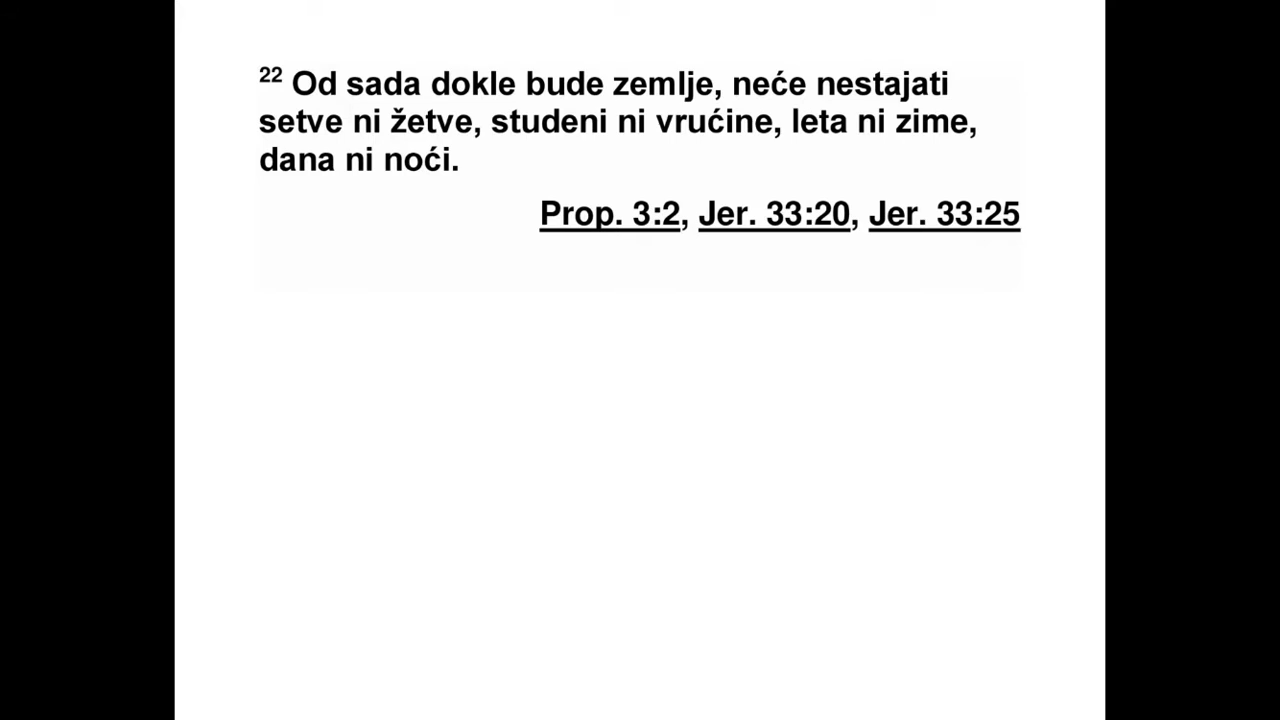 22 Od sada dokle bude zemlje, neće nestajati
setve ni žetve, studeni ni vrućine, leta ni zime,
dana ni noći.
Prop. 3:2, Jer. 33:20, Jer. 33:25